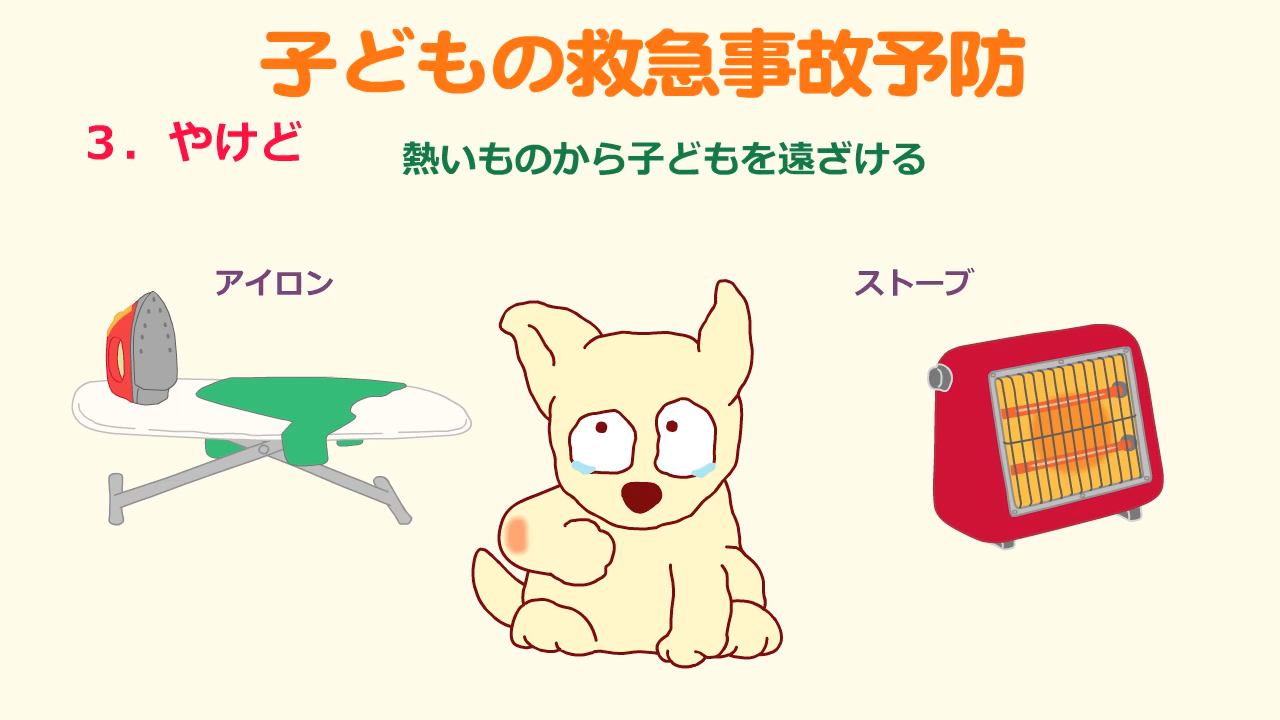 子どもの救急事故予防
3．やけど
熱いものから子どもを遠ざける
アイロン
ストーブ